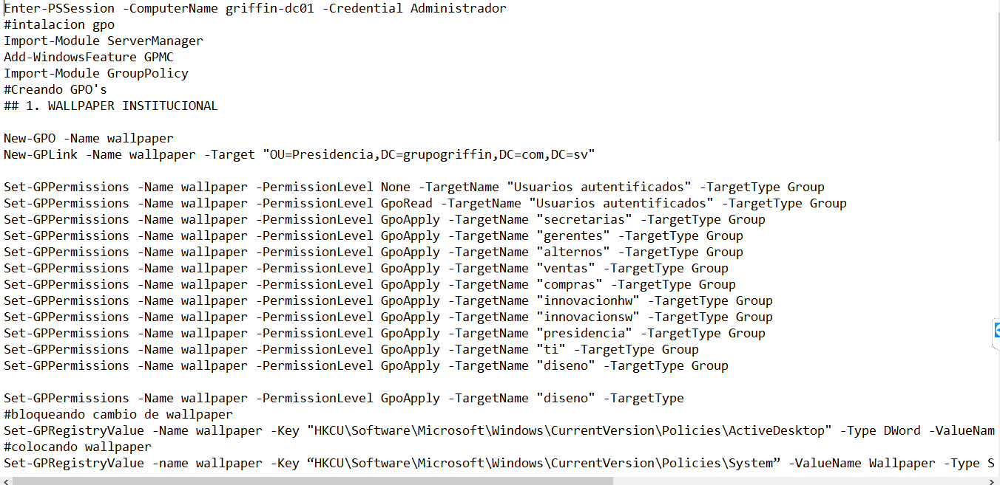 Enter-PSSession -ComputerName griffin-dc01 -Credential Administrador
#intalacion gpo
Import-Module ServerManager
Add-WindowsFeature GPMC
Import-Module GroupPolicy
#Creando GPO's
## 1. WALLPAPER INSTITUCIONAL
New-GPO -Name wallpaper
New-GPLink -Name wallpaper -Target "OU=Presidencia,DC=grupogriffin,DC=com,DC=sv"
Set-GPPermissions -Name wallpaper -PermissionLevel None -TargetName "Usuarios autentificados" -TargetType Group
Set-GPPermissions -Name wallpaper -PermissionLevel GpoRead -TargetName "Usuarios autentificados" -TargetType Group
Set-GPPermissions -Name wallpaper -PermissionLevel GpoApply -TargetName "secretarias" -TargetType Group
Set-GPPermissions -Name wallpaper -PermissionLevel GpoApply -TargetName "gerentes" -TargetType Group
Set-GPPermissions -Name wallpaper -PermissionLevel GpoApply -TargetName "alternos" -TargetType Group
Set-GPPermissions -Name wallpaper -PermissionLevel GpoApply -TargetName "ventas" -TargetType Group
Set-GPPermissions -Name wallpaper -PermissionLevel GpoApply -TargetName "compras" -TargetType Group
Set-GPPermissions -Name wallpaper -PermissionLevel GpoApply -TargetName "innovacionhw" -TargetType Group
Set-GPPermissions -Name wallpaper -PermissionLevel GpoApply -TargetName "innovacionsw" -TargetType Group
Set-GPPermissions -Name wallpaper -PermissionLevel GpoApply -TargetName "presidencia" -TargetType Group
Set-GPPermissions -Name wallpaper -PermissionLevel GpoApply -TargetName "ti" -TargetType Group
Set-GPPermissions -Name wallpaper -PermissionLevel GpoApply -TargetName "diseno" -TargetType Group
Set-GPPermissions -Name wallpaper -PermissionLevel GpoApply -TargetName "diseno" -TargetType
#bloqueando cambio de wallpaper
Set-GPRegistryValue -Name wallpaper -Key "HKCU\Software\Microsoft\Windows\CurrentVersion\Policies\ActiveDesktop" -Type DWord -ValueNam
#colocando wallpaper
Set-GPRegistryValue -name wallpaper -Key “HKCU\Software\Microsoft\Windows\CurrentVersion\Policies\System” -ValueName Wallpaper -Type S